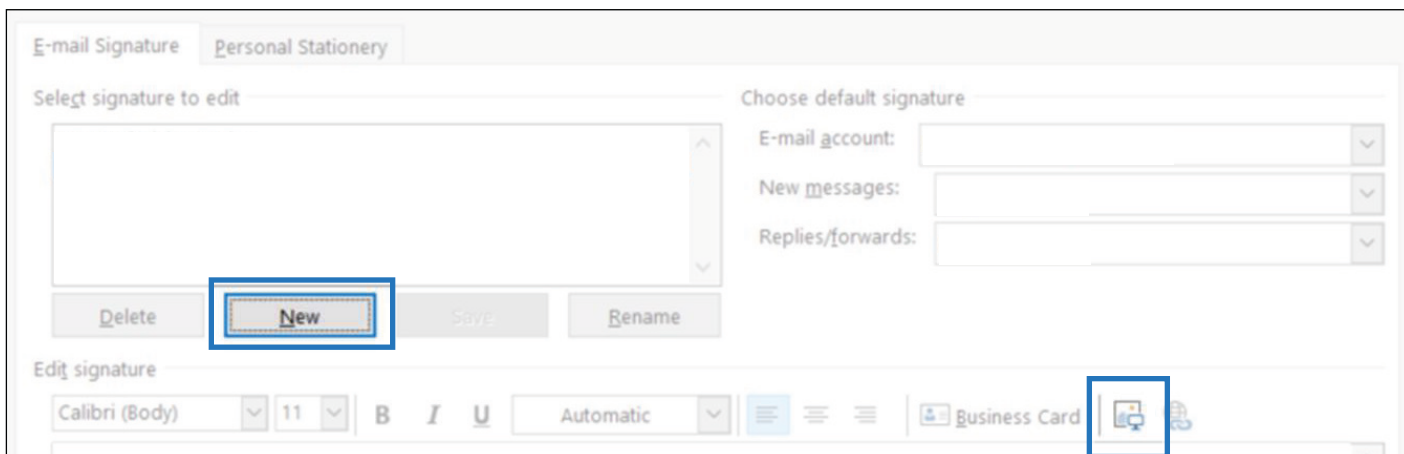 E-mail Signature Personal Stationery
Select signature to edit
Choose default signature
E-mail account:
New messages:
Replies/forwards:
Delete New Save Rename
Edit signature
Calibri (Body) 11 B I U Automatic Business Card